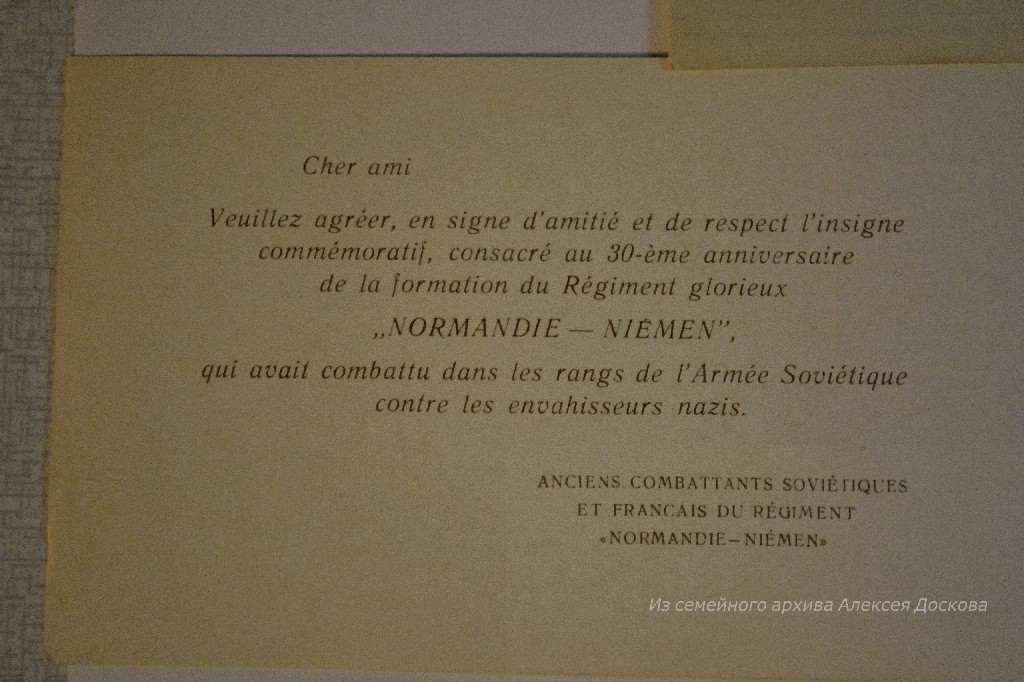 Cher ami
Veuillez agréer, en signe d'amitié et de respect l'insigne
commémoratif, consacré au 30-ème anniversaire
de la formation du Régiment glorieux
„NORMANDIE — NIÉMEN”,
qui avait combattu dans les rangs de l'Armée Soviétique
contre les envahisseurs nazis.
ANCIENS COMBATTANTS SOVIÉTIQUES
ET FRANCAIS DU RÉGIMENT
«NORMANDIE—NIÉMEN»
Из семейного архива Алексея Доскова